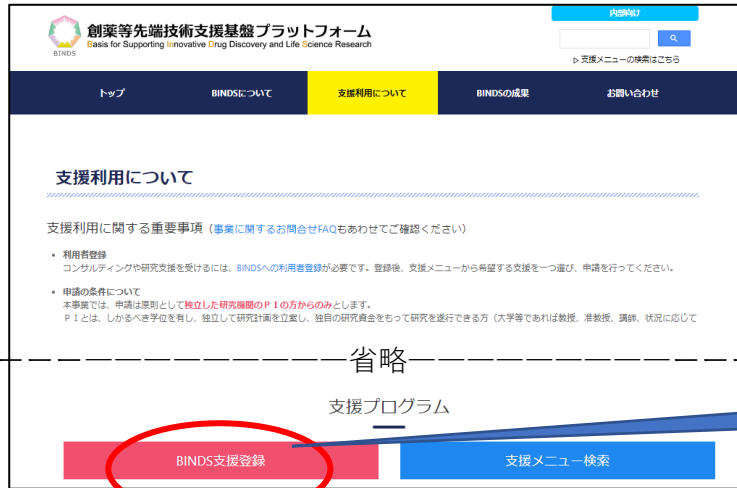 内部向け
創薬等先端技術支援基盤プラットフォーム
Basis for Supporting Innovative Drug Discovery and Life Science Research
BINDS
▷ 支援メニューの検索はこちら
トップ
BINDSについて
支援利用について
BINDSの成果
お問い合わせ
支援利用について
支援利用に関する重要事項（事業に関するお問合せFAQもあわせてご確認ください）
• 利用者登録
コンサルティングや研究支援を受けるには、BINDSへの利用者登録が必要です。登録後、支援メニューから希望する支援を一つ選び、申請を行ってください。
• 申請の条件について
本事業では、申請は原則として独立した研究機関のＰＩの方からのみとします。
ＰＩとは、しかるべき学位を有し、独立して研究計画を立案し、独自の研究資金をもって研究を遂行できる方（大学等であれば教授、准教授、講師、状況に応じて
省略
支援プログラム
BINDS支援登録
支援メニュー検索